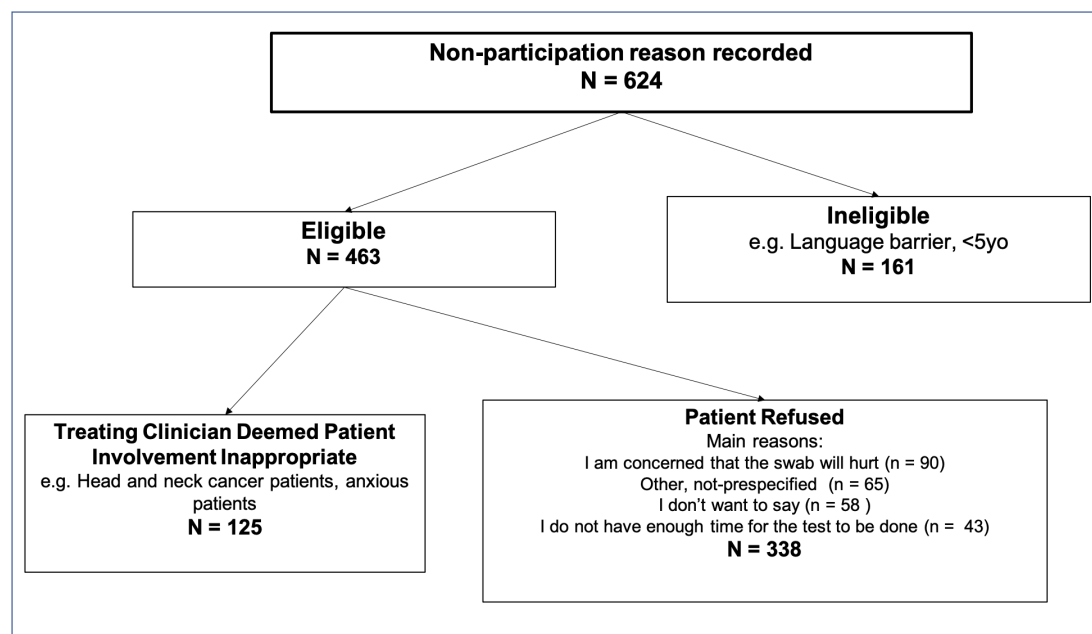 Non-participation reason recorded
N = 624
Eligible
N = 463
Ineligible
e.g. Language barrier, <5yo
N = 161
Treating Clinician Deemed Patient
Involvement Inappropriate
e.g. Head and neck cancer patients, anxious
patients
N = 125
Patient Refused
Main reasons:
I am concerned that the swab will hurt (n = 90)
Other, not-prespecified (n = 65)
I don’t want to say (n = 58 )
I do not have enough time for the test to be done (n = 43)
N = 338